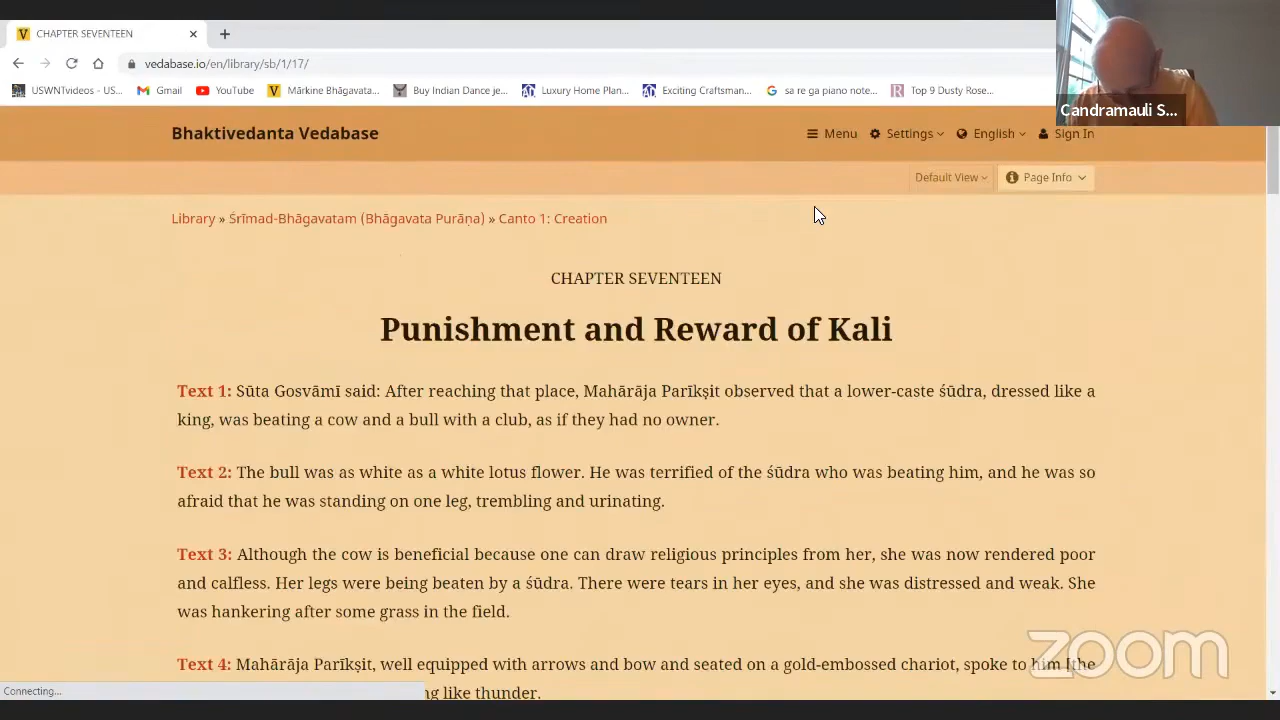 CHAPTER SEVENTEEN
vedabase.io/en/library/sb/1/17/
USWNTvideos - US... Gmail YouTube Mārkine Bhāgavata... Buy Indian Dance je... Luxury Home Plan... Exciting Craftsman... sa re ga piano note... Top 9 Dusty Rose...
Candramauli S...
Bhaktivedanta Vedabase
Menu Settings English Sign In
Default View Page Info
Library » Śrīmad-Bhāgavatam (Bhāgavata Purāṇa) » Canto 1: Creation
CHAPTER SEVENTEEN
Punishment and Reward of Kali
Text 1: Sūta Gosvāmī said: After reaching that place, Mahārāja Parīkṣit observed that a lower-caste śūdra, dressed like a
king, was beating a cow and a bull with a club, as if they had no owner.
Text 2: The bull was as white as a white lotus flower. He was terrified of the śūdra who was beating him, and he was so
afraid that he was standing on one leg, trembling and urinating.
Text 3: Although the cow is beneficial because one can draw religious principles from her, she was now rendered poor
and calfless. Her legs were being beaten by a śūdra. There were tears in her eyes, and she was distressed and weak. She
was hankering after some grass in the field.
Text 4: Mahārāja Parīkṣit, well equipped with arrows and bow and seated on a gold-embossed chariot, spoke to him [the
ng like thunder.
Connecting...
zoom